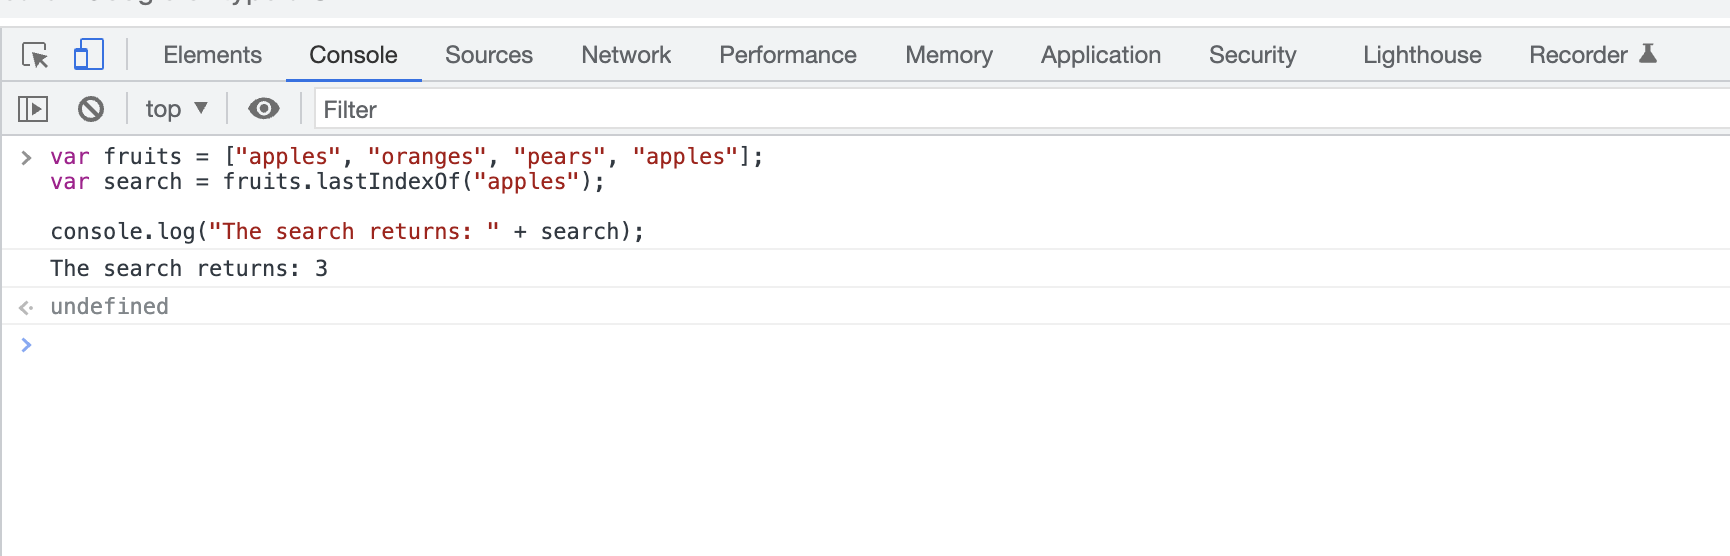 Elements Console Sources Network Performance Memory Application Security Lighthouse Recorder
top Filter
var fruits = ["apples", "oranges", "pears", "apples"];
var search = fruits.lastIndexOf("apples");
console.log("The search returns: " + search);
The search returns: 3
undefined